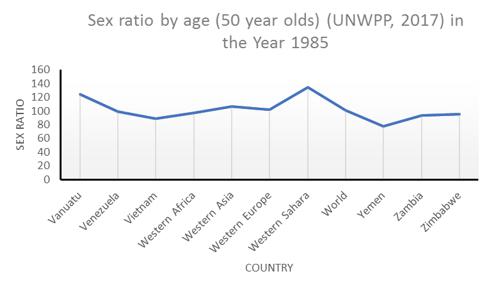 Sex ratio by age (50 year olds) (UNWPP, 2017) in
the Year 1985
160
140
120
100
80
60
40
20
0
SEX RATIO
Vanuatu
Venezuela
Vietnam
Western Africa
Western Asia
Western Europe
Western Sahara
World
Yemen
Zambia
Zimbabwe
COUNTRY